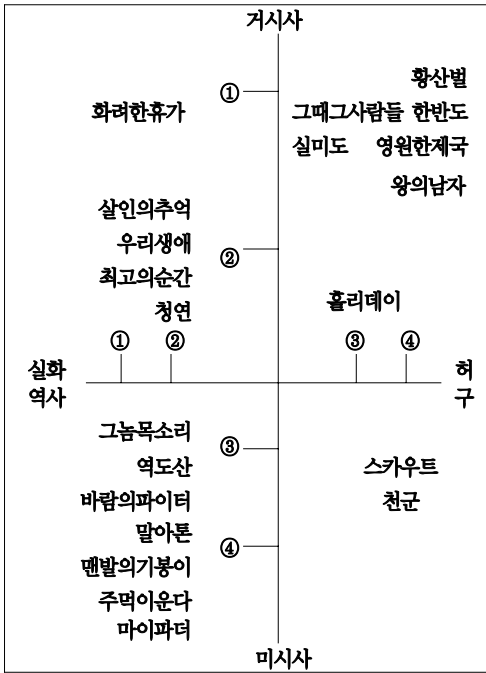 거시사
황산벌
①
화려한휴가
그때그사람들 한반도
실미도 영원한제국
왕의남자
살인의추억
우리생애
②
최고의순간
홀리데이
청연
① ② ③ ④
실화
역사
허
구
그놈목소리
③
역도산
스카우트
바람의파이터
천군
말아톤
④
맨발의기봉이
주먹이운다
마이파더
미시사